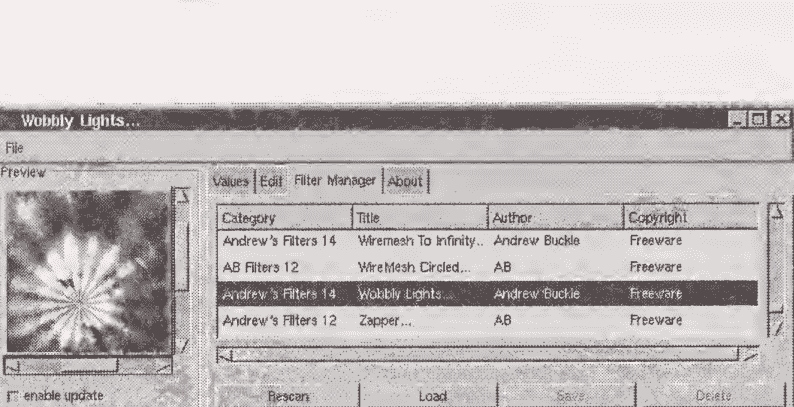 Wobbly Lights...
File
Preview
Values Edit Filter Manager About
Category Title Author Copyright
Andrew's Filters 14 Wiremesh To Infinity... Andrew Buckle Freeware
AB Filters 12 WireMesh Circled... AB Freeware
Andrew's Filters 14 Wobbly Lights... Andrew Buckle Freeware
Andrew's Filters 12 Zapper... AB Freeware
enable update
Rescan Load Save Delete